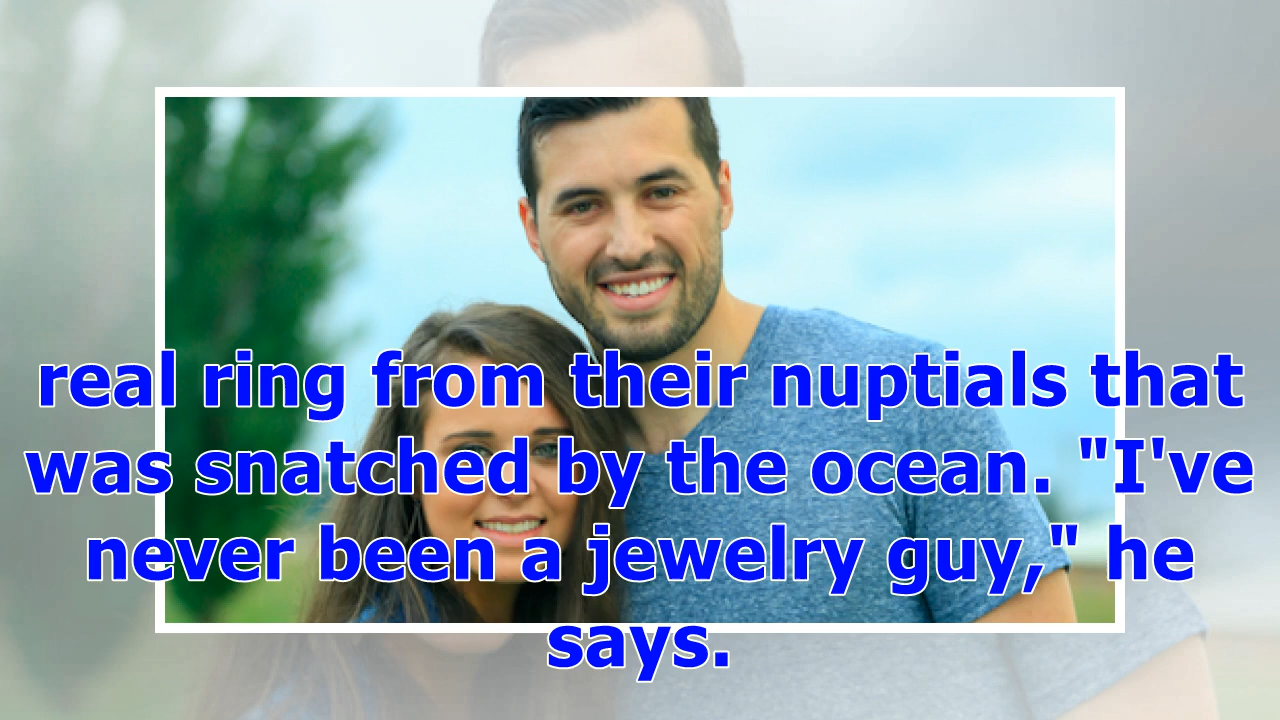 real ring from their nuptials that
was snatched by the ocean. "I've
never been a jewelry guy," he
says.